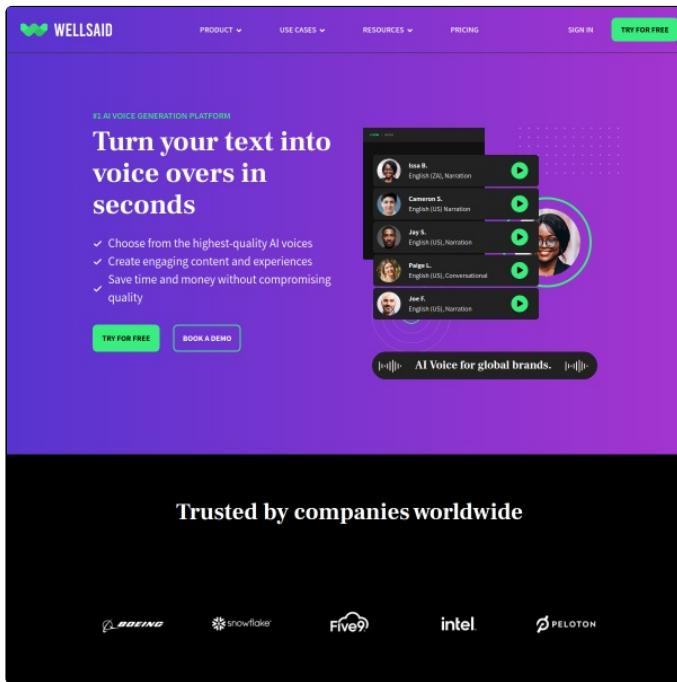 WELLSAID
PRODUCT
USE CASES
RESOURCES
PRICING
SIGN IN
TRY FOR FREE
#1 AI VOICE GENERATION PLATFORM
Turn your text into
voice overs in
seconds
Choose from the highest-quality AI voices
Create engaging content and experiences
Save time and money without compromising
quality
TRY FOR FREE
BOOK A DEMO
Issa B.
English (ZA), Narration
Cameron S.
English (US) Narration
Jay S.
English (US), Narration
Paige L.
English (US), Conversational
Joe F.
English (US), Narration
AI Voice for global brands.
Trusted by companies worldwide
BOEING
snowflake
Five9
intel
PELOTON